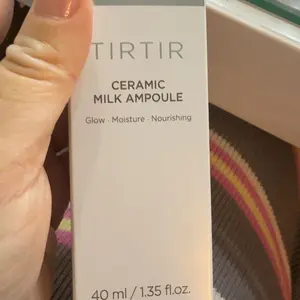 TIRTIR
CERAMIC
MILK AMPOULE
Glow · Moisture · Nourishing
40 ml / 1.35 fl.oz.